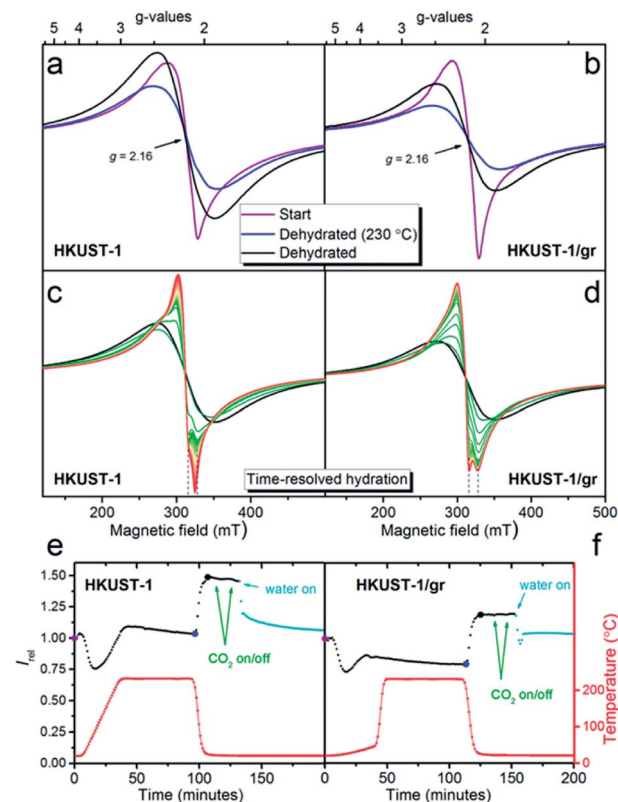 g-values
5 4 3 2
5 4 3 2
a
g = 2.16
HKUST-1
b
g = 2.16
HKUST-1/gr
Start
Dehydrated (230 °C)
Dehydrated
c
HKUST-1
d
HKUST-1/gr
Time-resolved hydration
200 300 400
200 300 400 500
Magnetic field (mT)
Magnetic field (mT)
e
HKUST-1
water on
CO2 on/off
f
HKUST-1/gr
water on
CO2 on/off
1.50
1.25
1.00
0.75
0.50
0.25
0.00
Irel
200
100
0
Temperature (°C)
0 50 100 150
0 50 100 150 200
Time (minutes)
Time (minutes)